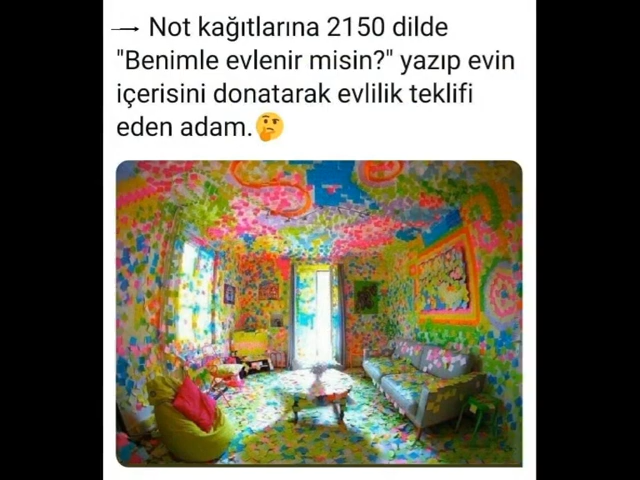 → Not kağıtlarına 2150 dilde
"Benimle evlenir misin?" yazıp evin
içerisini donatarak evlilik teklifi
eden adam.🤔